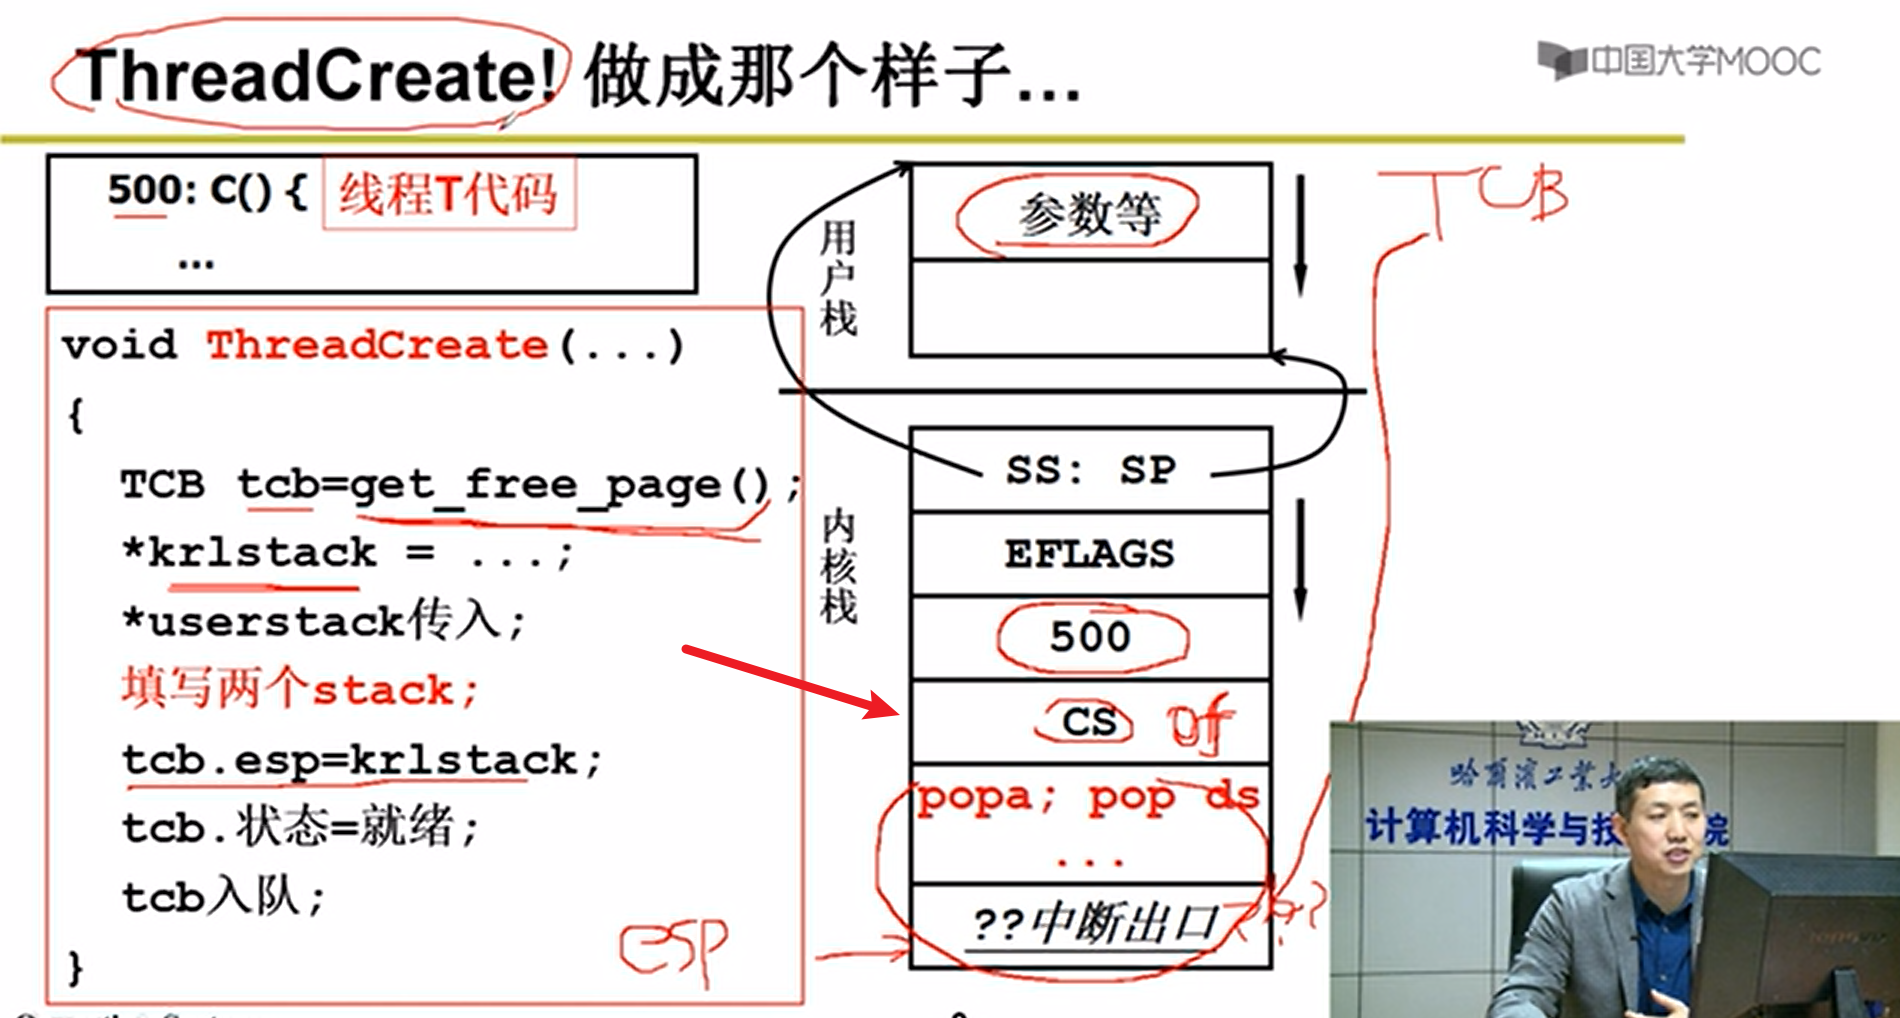 ThreadCreate! 做成那个样子...
中国大学MOOC
500: C() { 线程T代码
...
void ThreadCreate(...)
{
TCB tcb=get_free_page();
*krlstack = ...;
*userstack传入;
填写两个stack;
tcb.esp=krlstack;
tcb.状态=就绪;
tcb入队;
}
ESP
用户栈
参数等
TCB
内核栈
SS: SP
EFLAGS
500
CS 0f
popa; pop ds
...
??中断出口
哈尔滨工业大
计算机科学与技 院